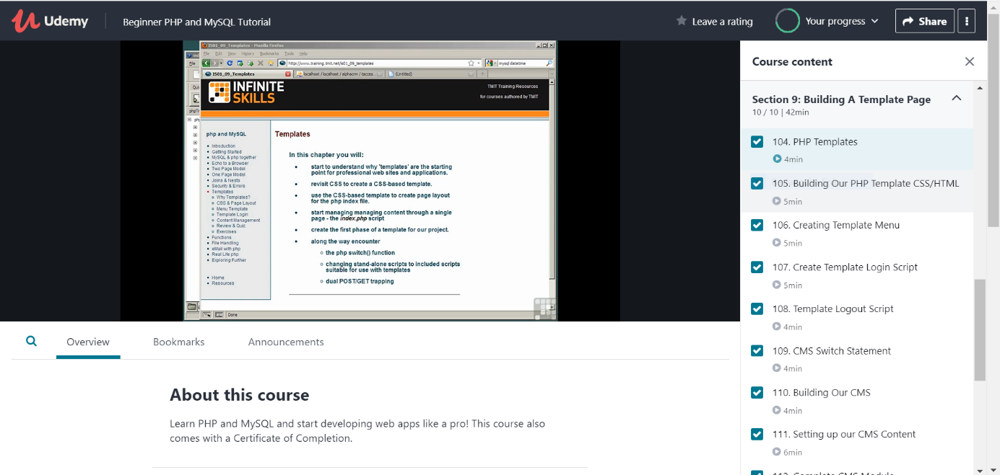 Udemy
Beginner PHP and MySQL Tutorial
Leave a rating
Your progress
Share
IS01_09_Templates - Mozilla Firefox
File Edit View History Bookmarks Tools Help
http://www.training.tmit.net/is01_09_templates
mysql datetime
IS01_09_Templates
localhost / localhost / alphacrm / tacces...
(Untitled)
INFINITE
SKILLS
TMIT Training Resources
for courses authored by TMIT
php and MySQL
Introduction
Getting Started
MySQL & php together
Echo to a Browser
Two Page Model
One Page Model
Joins & Nests
Security & Errors
Templates
Why Templates?
CSS & Page Layout
Menu Template
Template Login
Content Management
Review & Quiz
Exercises
Functions
File Handling
eMail with php
Real Life php
Exploring Further
Home
Resources
Templates
In this chapter you will:
start to understand why 'templates' are the starting
point for professional web sites and applications.
revisit CSS to create a CSS-based template.
use the CSS-based template to create page layout
for the php index file.
start managing managing content through a single
page - the index.php script
create the first phase of a template for our project.
along the way encounter
the php switch() function
changing stand-alone scripts to included scripts
suitable for use with templates
dual POST/GET trapping
Done
Course content
Section 9: Building A Template Page
10 / 10 | 42min
104. PHP Templates
4min
105. Building Our PHP Template CSS/HTML
5min
106. Creating Template Menu
5min
107. Create Template Login Script
5min
108. Template Logout Script
4min
109. CMS Switch Statement
4min
110. Building Our CMS
4min
111. Setting up our CMS Content
6min
Overview
Bookmarks
Announcements
About this course
Learn PHP and MySQL and start developing web apps like a pro! This course also
comes with a Certificate of Completion.